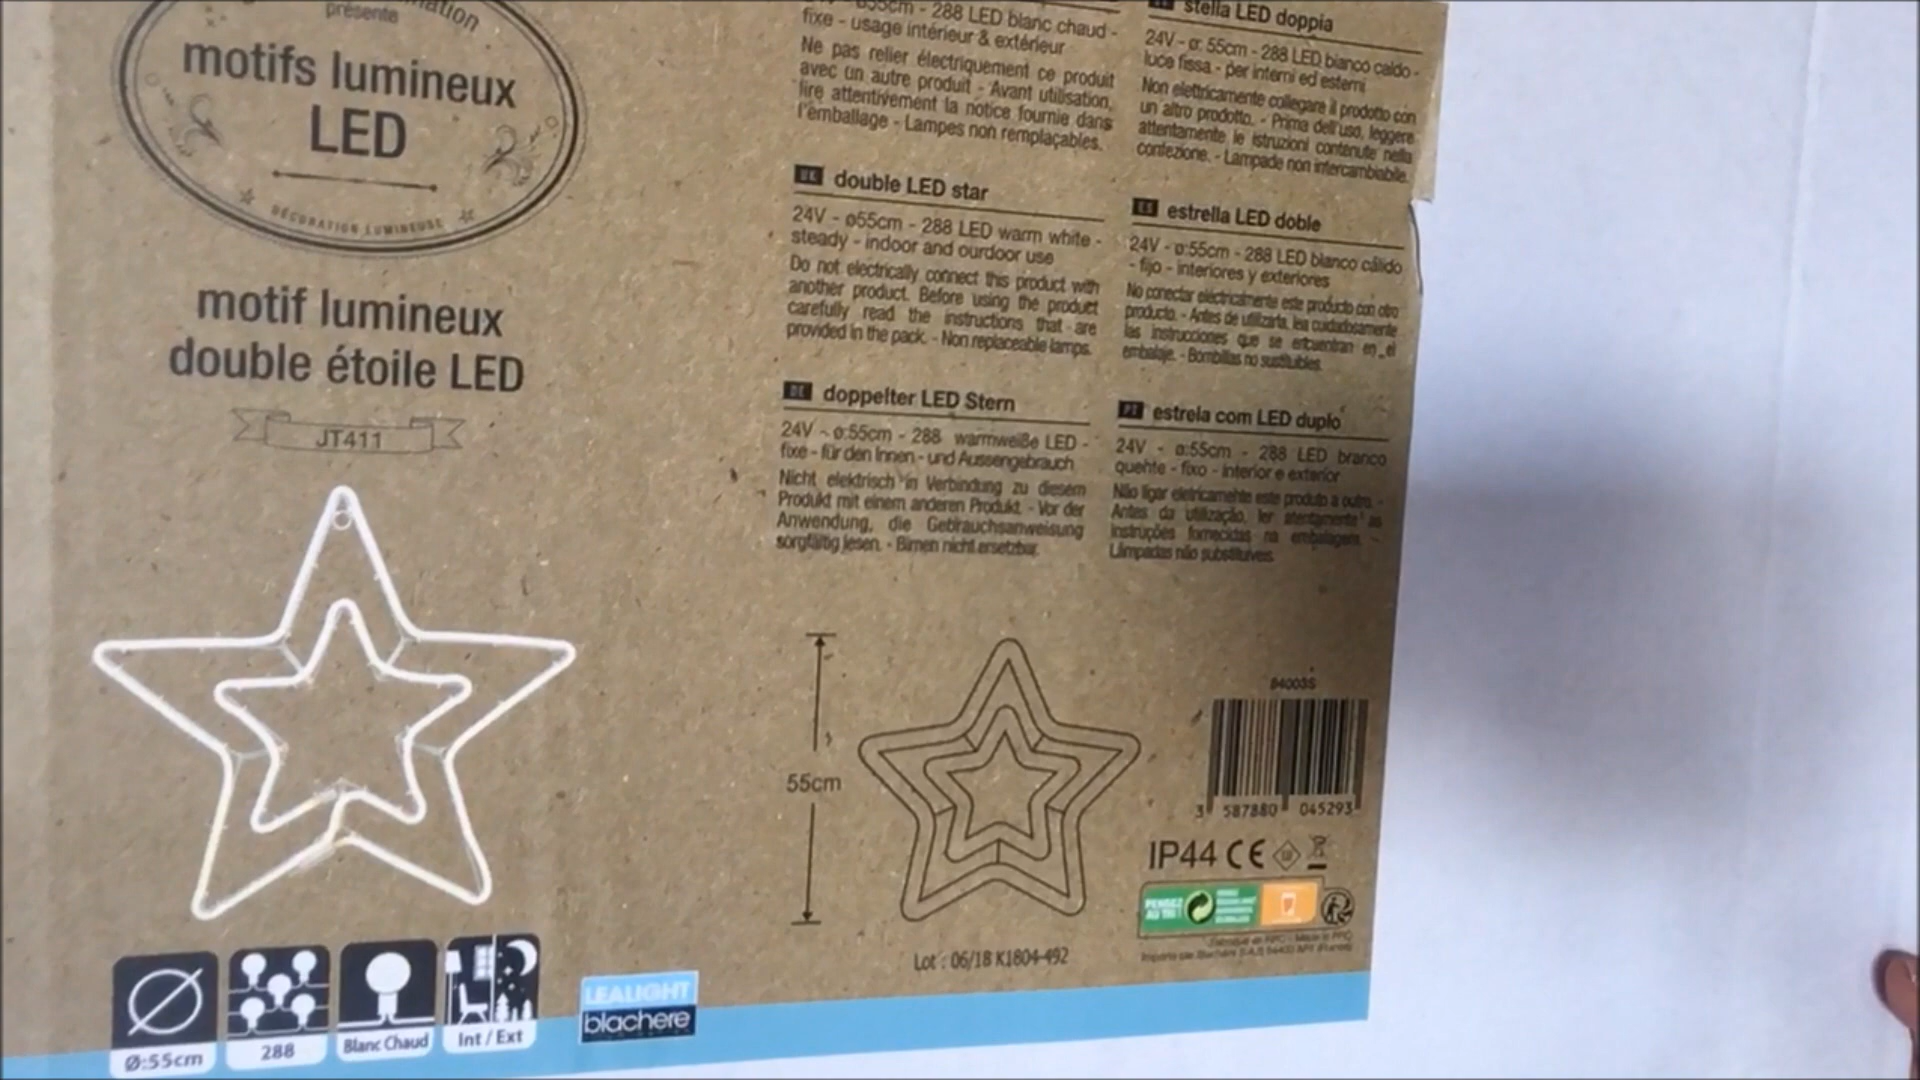 présente
motifs lumineux
LED
DÉCORATION LUMINEUSE
motif lumineux
double étoile LED
JT411
Ø:55cm
288
Blanc Chaud
Int / Ext
LEALIGHT
blachere
ø55cm - 288 LED blanc chaud -
fixe - usage intérieur & extérieur
Ne pas relier électriquement ce produit
avec un autre produit - Avant utilisation,
lire attentivement la notice fournie dans
l'emballage - Lampes non remplaçables.
double LED star
24V - ø55cm - 288 LED warm white -
steady - indoor and ourdoor use
Do not electrically connect this product with
another product. Before using the product
carefully read the instructions that are
provided in the pack. - Non replaceable lamps.
DE doppelter LED Stern
24V - ø:55cm - 288 warmweiße LED -
fixe - für den Innen - und Aussengebrauch
Nicht elektrisch in Verbindung zu diesem
Produkt mit einem anderen Produkt. - Vor der
Anwendung, die Gebrauchsanweisung
sorgfältig lesen. - Birnen nicht ersetzbar.
stella LED doppia
24V - ø: 55cm - 288 LED bianco caldo -
luce fissa - per interni ed esterni
Non elettricamente collegare il prodotto con
un altro prodotto. - Prima dell'uso, leggere
attentamente le istruzioni contenute nella
confezione. - Lampade non intercambiabile.
ES estrella LED doble
24V - ø:55cm - 288 LED blanco cálido
- fijo - interiores y exteriores
No conectar eléctricamente este producto con otro
producto. - Antes de utilizarla, lea cuidadosamente
las instrucciones que se encuentran en el
embalaje. - Bombillas no sustituibles.
PT estrela com LED duplo
24V - ø:55cm - 288 LED branco
quehte - fixo - interior e exterior
Não ligar eletricamente este produto a outro. -
Antes da utilização, ler atentamente as
instruções fornecidas na embalagem. -
Lâmpadas não substituíveis.
55cm
84003S
3 587880 045293
IP44 CE
PENSEZ
AU TRI !
Lot : 06/18 K1804-492